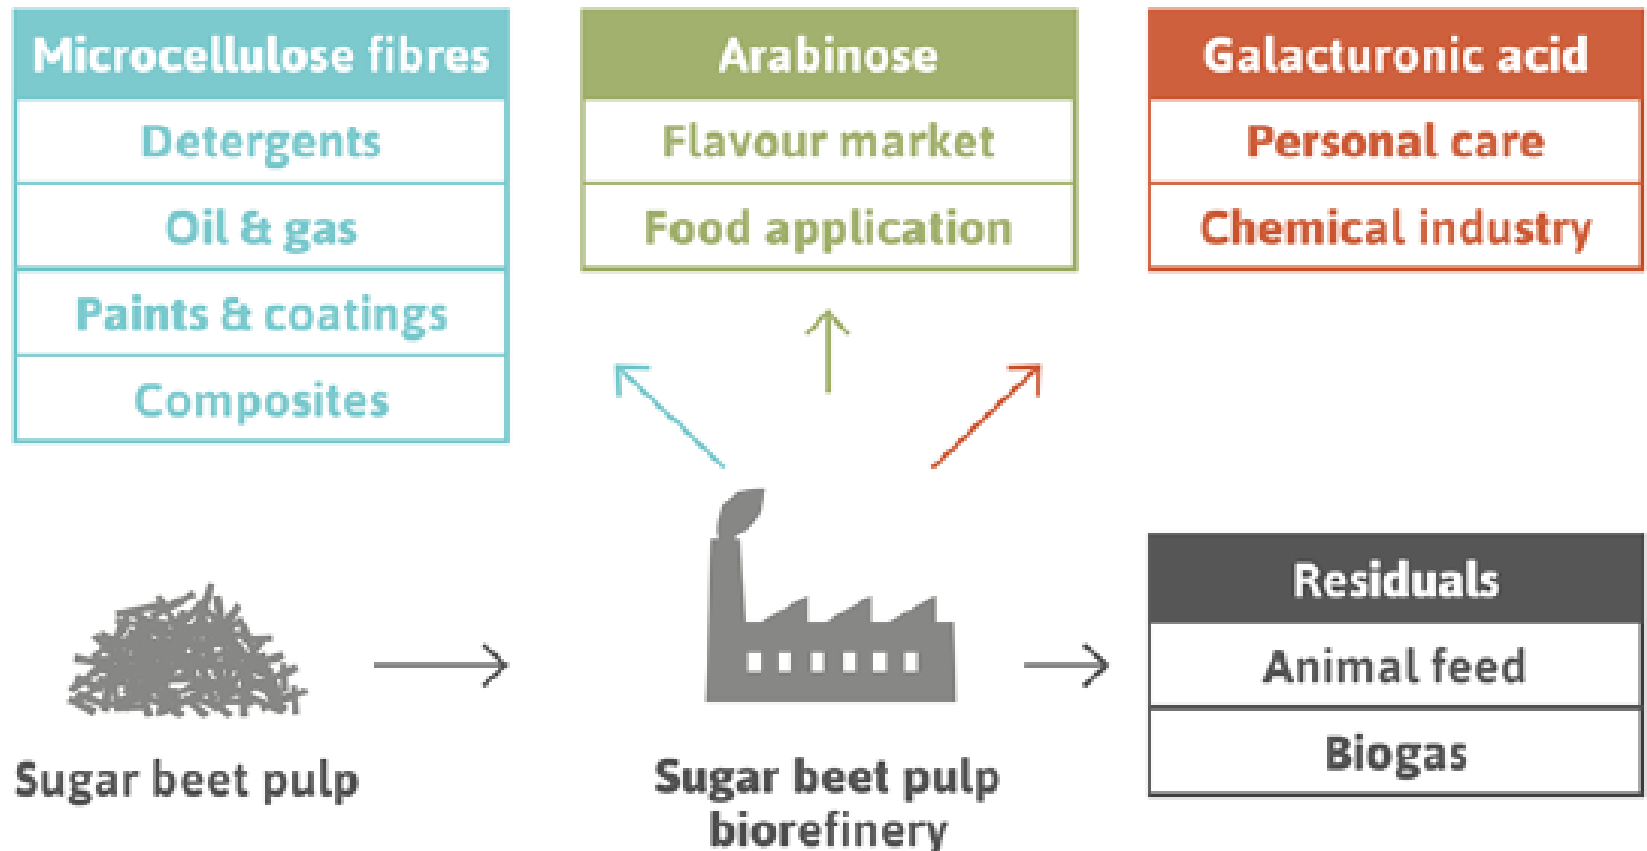 Microcellulose fibres
Detergents
Oil & gas
Paints & coatings
Composites
Arabinose
Flavour market
Food application
Galacturonic acid
Personal care
Chemical industry
Sugar beet pulp
Sugar beet pulp
biorefinery
Residuals
Animal feed
Biogas